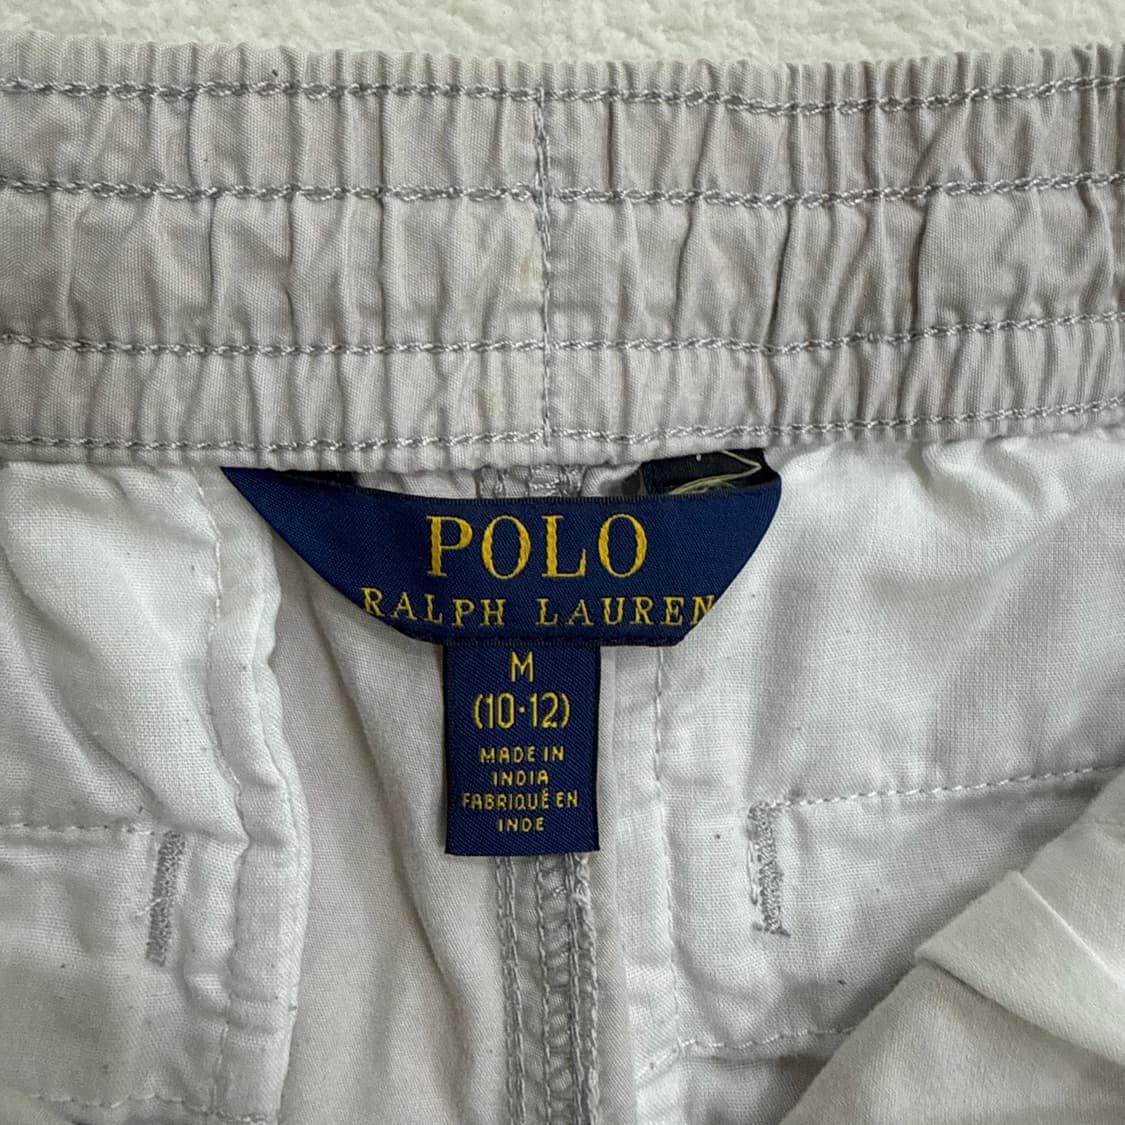 POLO
RALPH LAUREN
M
(10·12)
MADE IN
INDIA
FABRIQUÉ EN
INDE